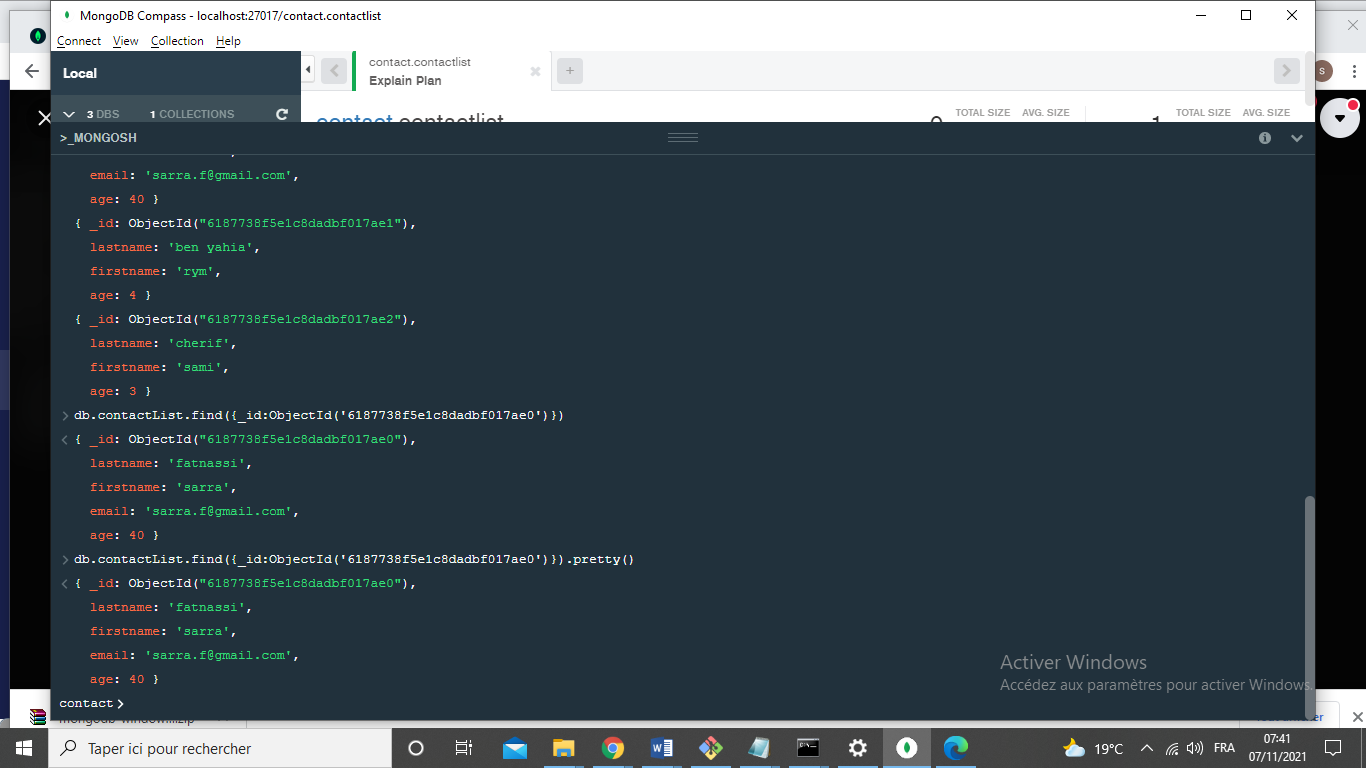 MongoDB Compass - localhost:27017/contact.contactlist
Connect View Collection Help
Local
contact.contactlist
Explain Plan
3 DBS 1 COLLECTIONS
contact.contactlist
TOTAL SIZE AVG. SIZE
TOTAL SIZE AVG. SIZE
S
>_MONGOSH
email: 'sarra.f@gmail.com',
age: 40 }
{ _id: ObjectId("6187738f5e1c8dadbf017ae1"),
lastname: 'ben yahia',
firstname: 'rym',
age: 4 }
{ _id: ObjectId("6187738f5e1c8dadbf017ae2"),
lastname: 'cherif',
firstname: 'sami',
age: 3 }
db.contactList.find({_id:ObjectId('6187738f5e1c8dadbf017ae0')})
{ _id: ObjectId("6187738f5e1c8dadbf017ae0"),
lastname: 'fatnassi',
firstname: 'sarra',
email: 'sarra.f@gmail.com',
age: 40 }
db.contactList.find({_id:ObjectId('6187738f5e1c8dadbf017ae0')}).pretty()
{ _id: ObjectId("6187738f5e1c8dadbf017ae0"),
lastname: 'fatnassi',
firstname: 'sarra',
email: 'sarra.f@gmail.com',
age: 40 }
contact >
Activer Windows
Accédez aux paramètres pour activer Windows.
Taper ici pour rechercher
19°C
FRA
07:41
07/11/2021